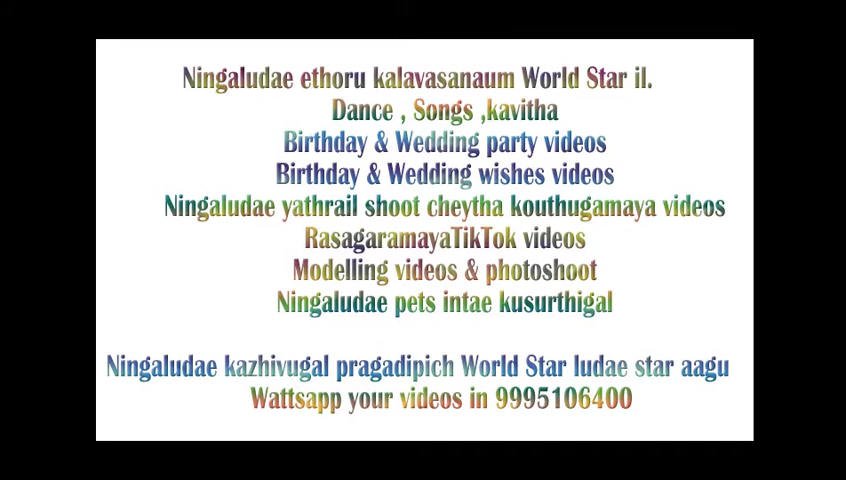 Ningaludae ethoru kalavasanaum World Star il.
Dance , Songs ,kavitha
Birthday & Wedding party videos
Birthday & Wedding wishes videos
Ningaludae yathrail shoot cheytha kouthugamaya videos
RasagaramayaTikTok videos
Modelling videos & photoshoot
Ningaludae pets intae kusurthigal
Ningaludae kazhivugal pragadipich World Star ludae star aagu
Wattsapp your videos in 9995106400